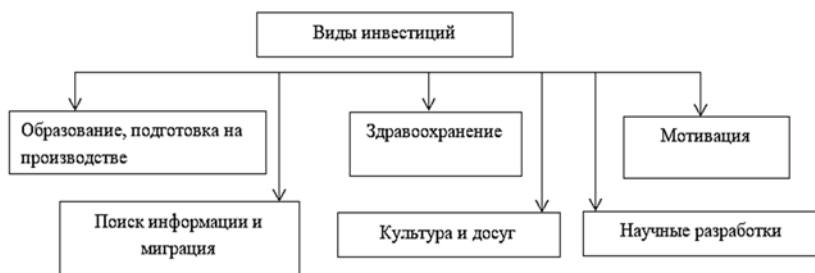 Виды инвестиций
Образование, подготовка на
производстве
Здравоохранение
Мотивация
Поиск информации и
миграция
Культура и досуг
Научные разработки